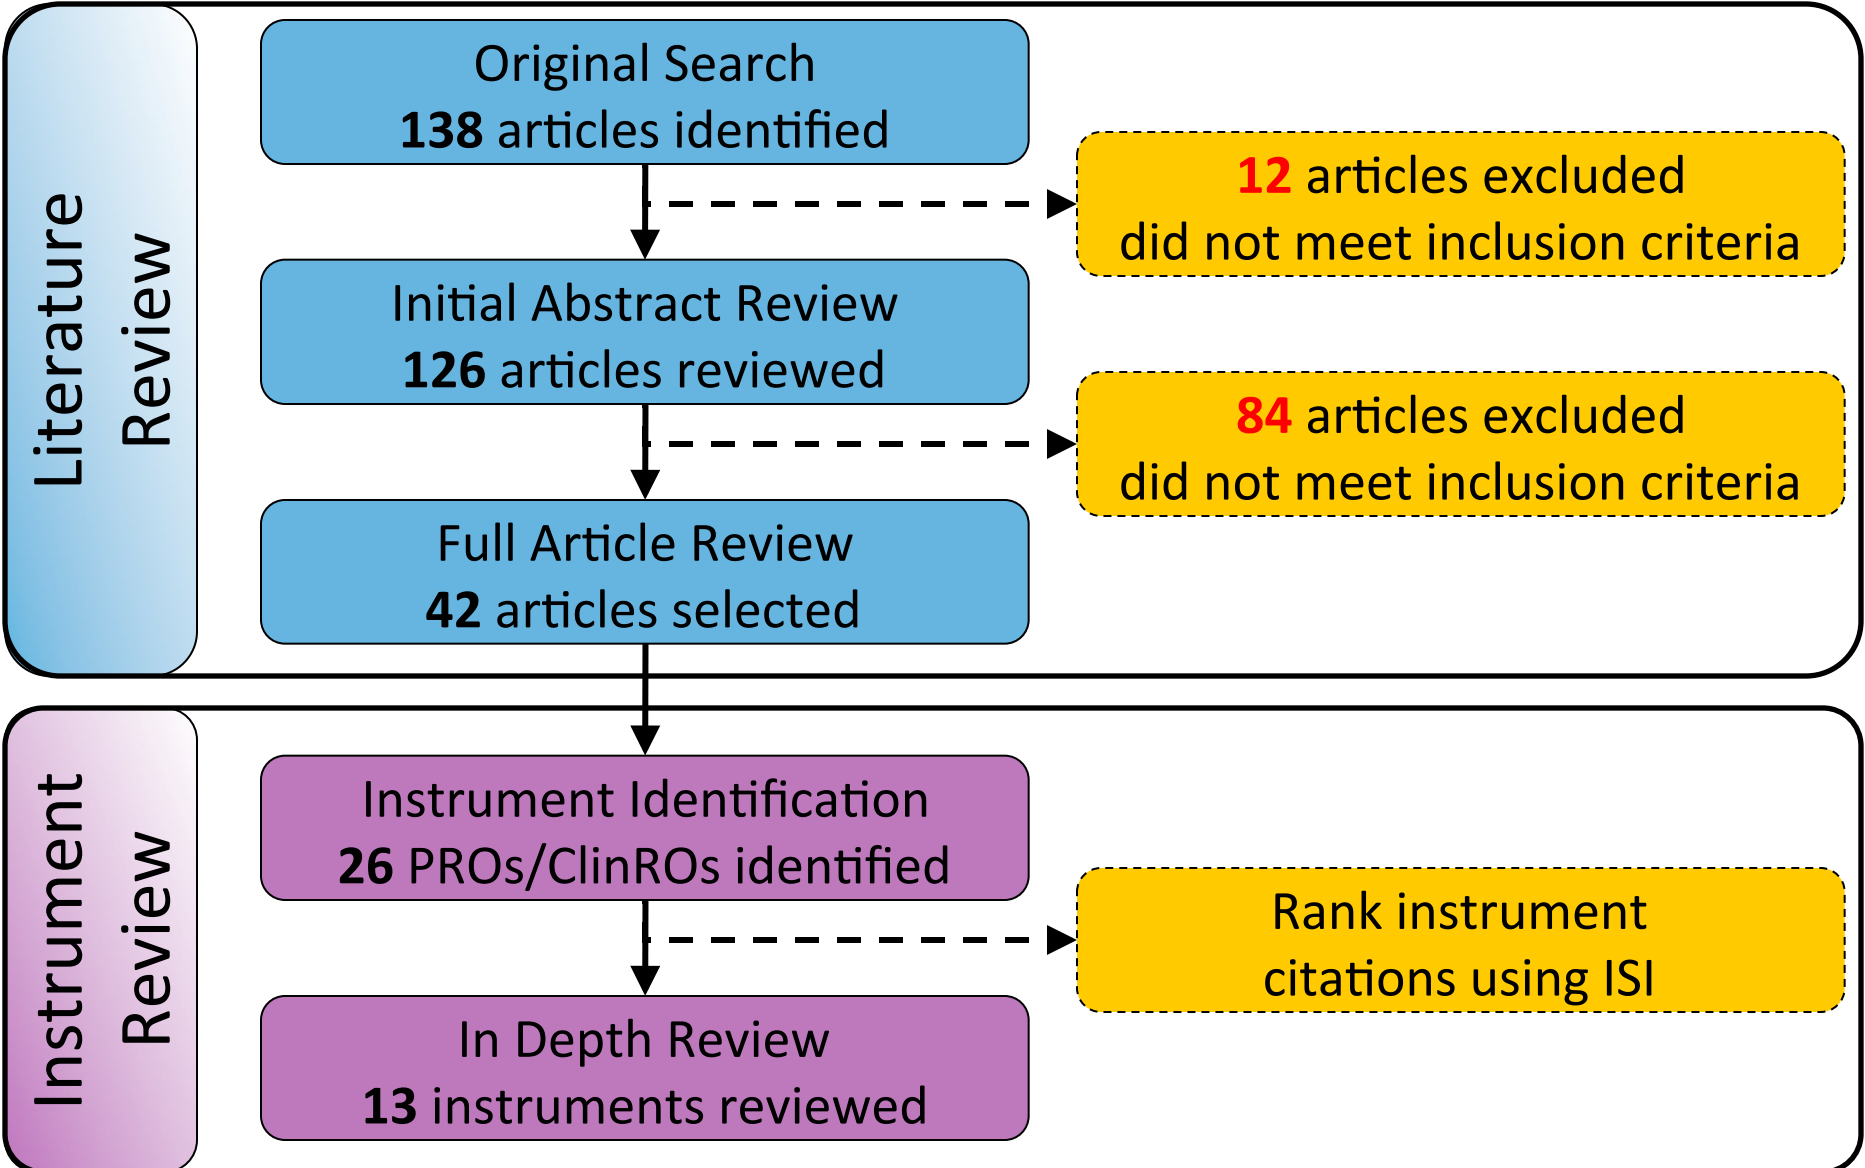 Literature
Review
Original Search
138 articles identified
12 articles excluded
did not meet inclusion criteria
Initial Abstract Review
126 articles reviewed
84 articles excluded
did not meet inclusion criteria
Full Article Review
42 articles selected
Instrument
Review
Instrument Identification
26 PROs/ClinROs identified
Rank instrument
citations using ISI
In Depth Review
13 instruments reviewed